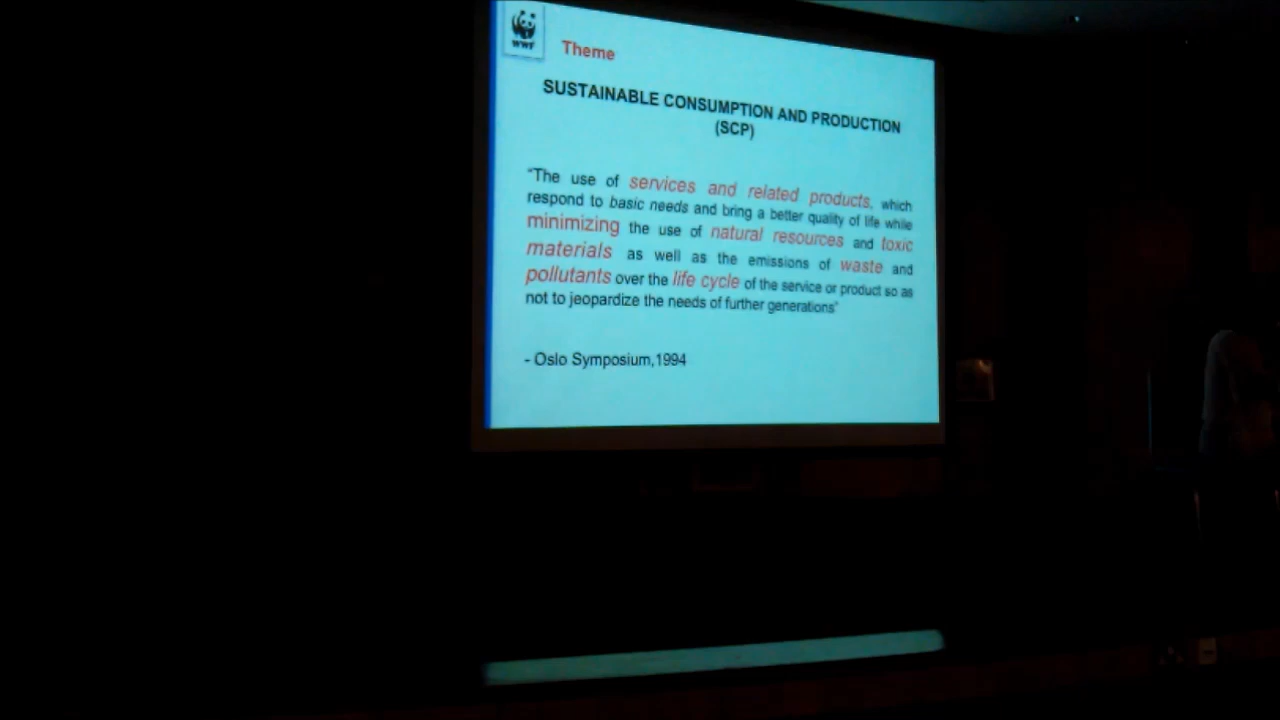 WWF
Theme
SUSTAINABLE CONSUMPTION AND PRODUCTION
(SCP)
"The use of services and related products, which
respond to basic needs and bring a better quality of life while
minimizing the use of natural resources and toxic
materials as well as the emissions of waste and
pollutants over the life cycle of the service or product so as
not to jeopardize the needs of further generations"
- Oslo Symposium,1994